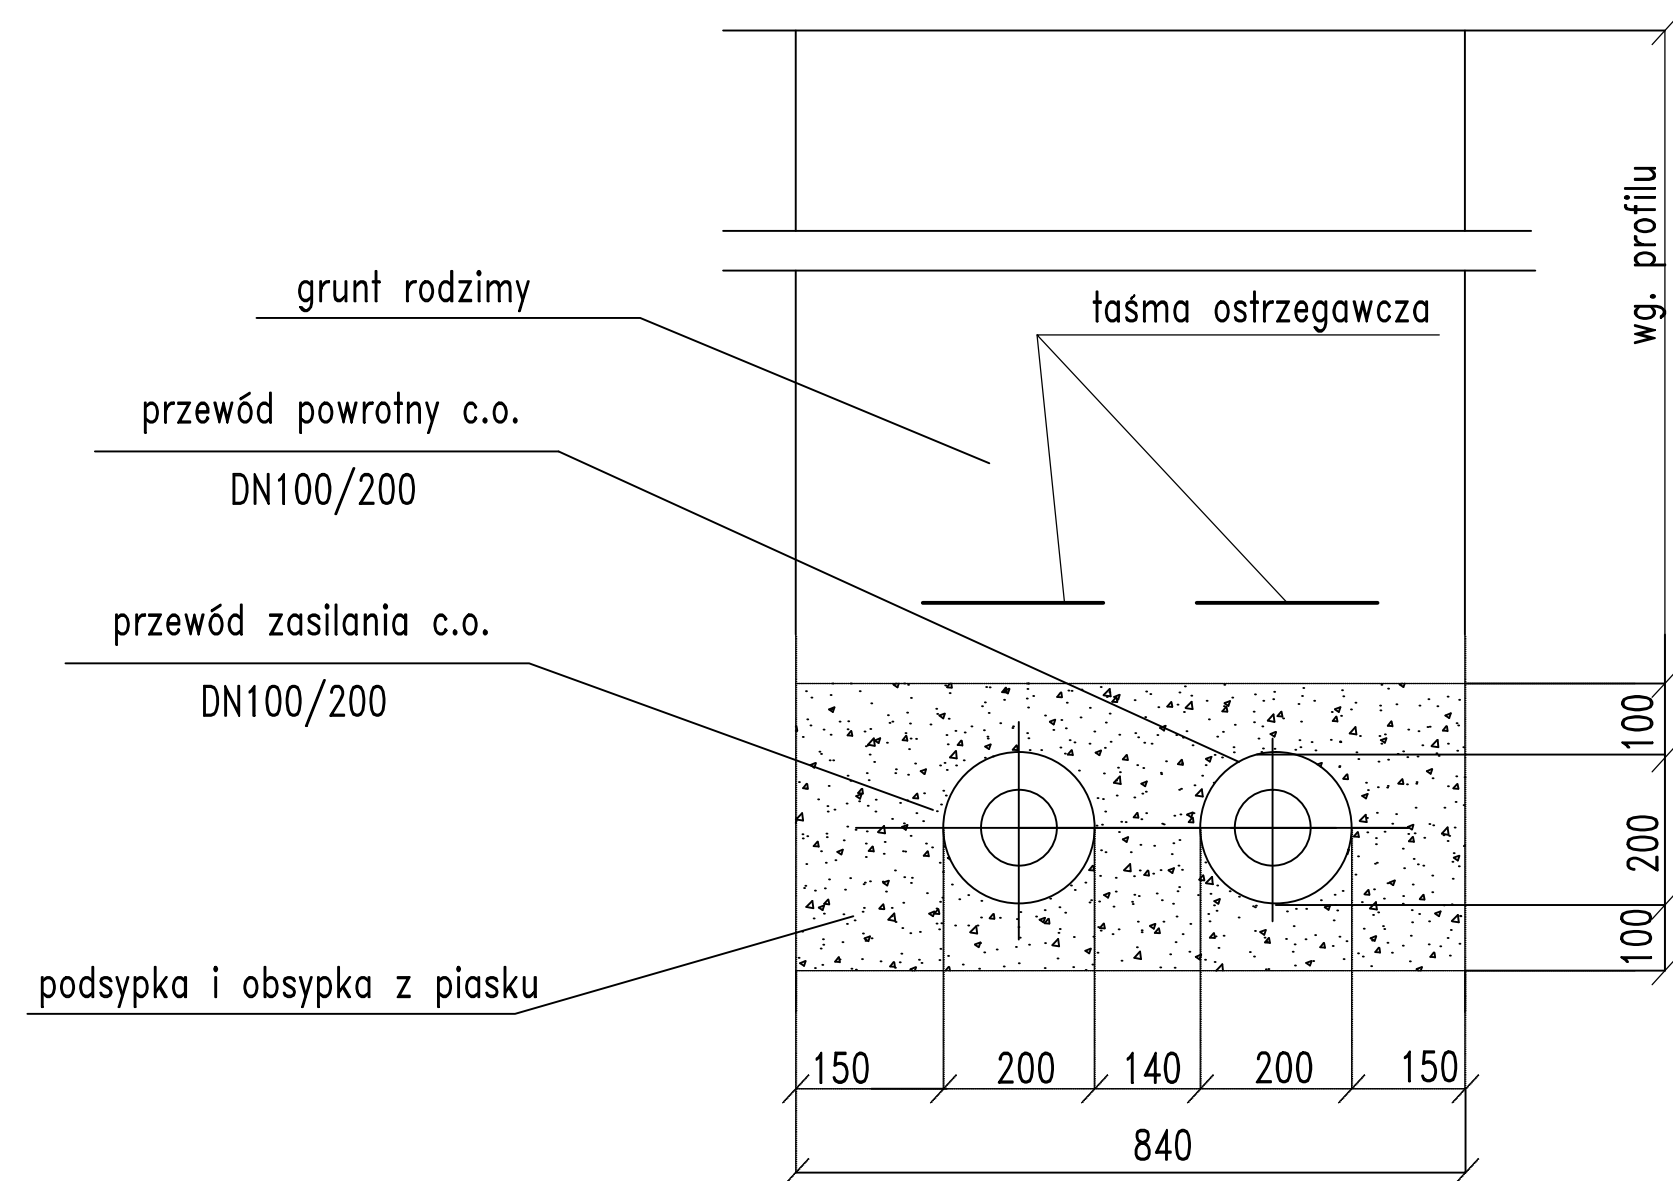 wg. profilu
grunt rodzimy
taśma ostrzegawcza
przewód powrotny c.o.
DN100/200
przewód zasilania c.o.
DN100/200
100
200
100
podsypka i obsypka z piasku
150 200 140 200 150
840